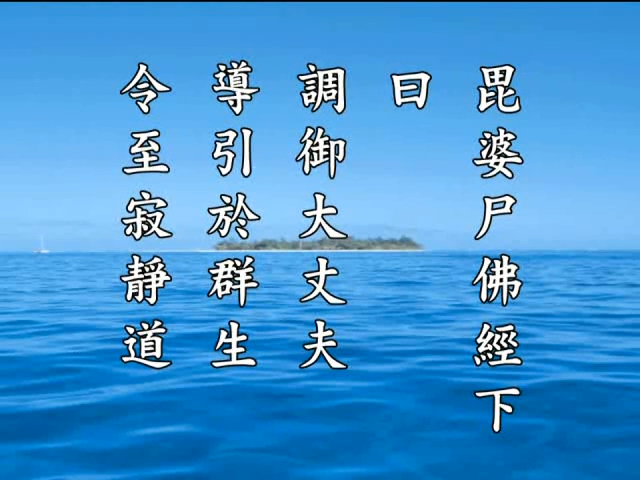 毘婆尸佛經下
曰
調御大丈夫
導引於群生
令至寂靜道